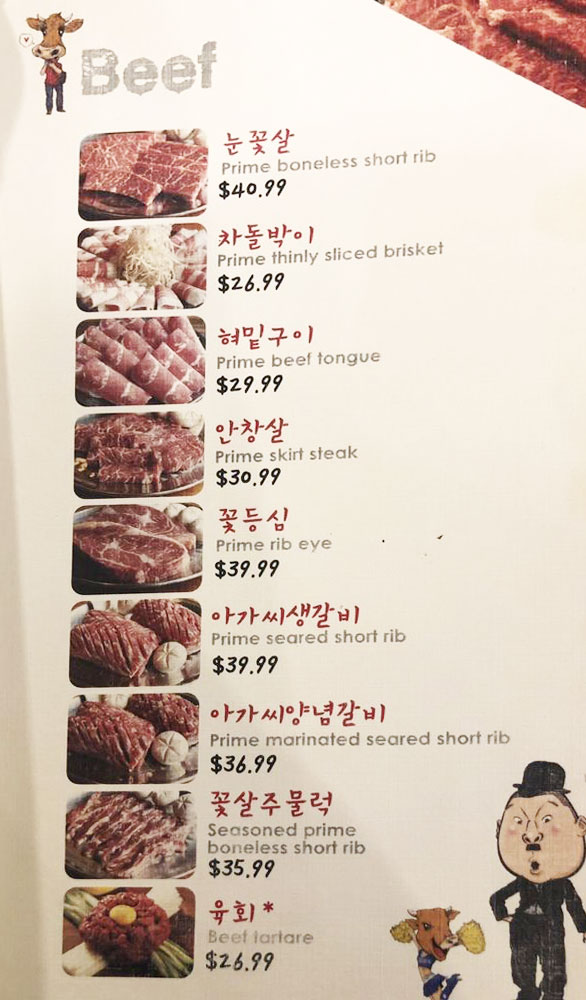 Beef
눈꽃살
Prime boneless short rib
$40.99
차돌박이
Prime thinly sliced brisket
$26.99
혀밑구이
Prime beef tongue
$29.99
안창살
Prime skirt steak
$30.99
꽃등심
Prime rib eye
$39.99
아가씨생갈비
Prime seared short rib
$39.99
아가씨양념갈비
Prime marinated seared short rib
$36.99
꽃살주물럭
Seasoned prime
boneless short rib
$35.99
육회*
Beef tartare
$26.99